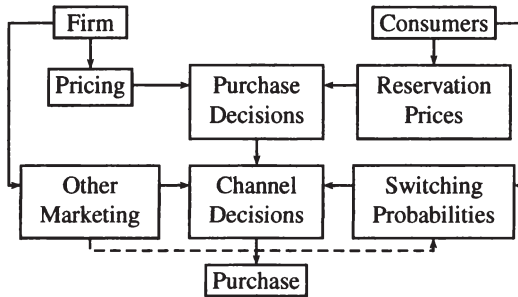 Firm
Consumers
Pricing
Purchase
Decisions
Reservation
Prices
Other
Marketing
Channel
Decisions
Switching
Probabilities
Purchase